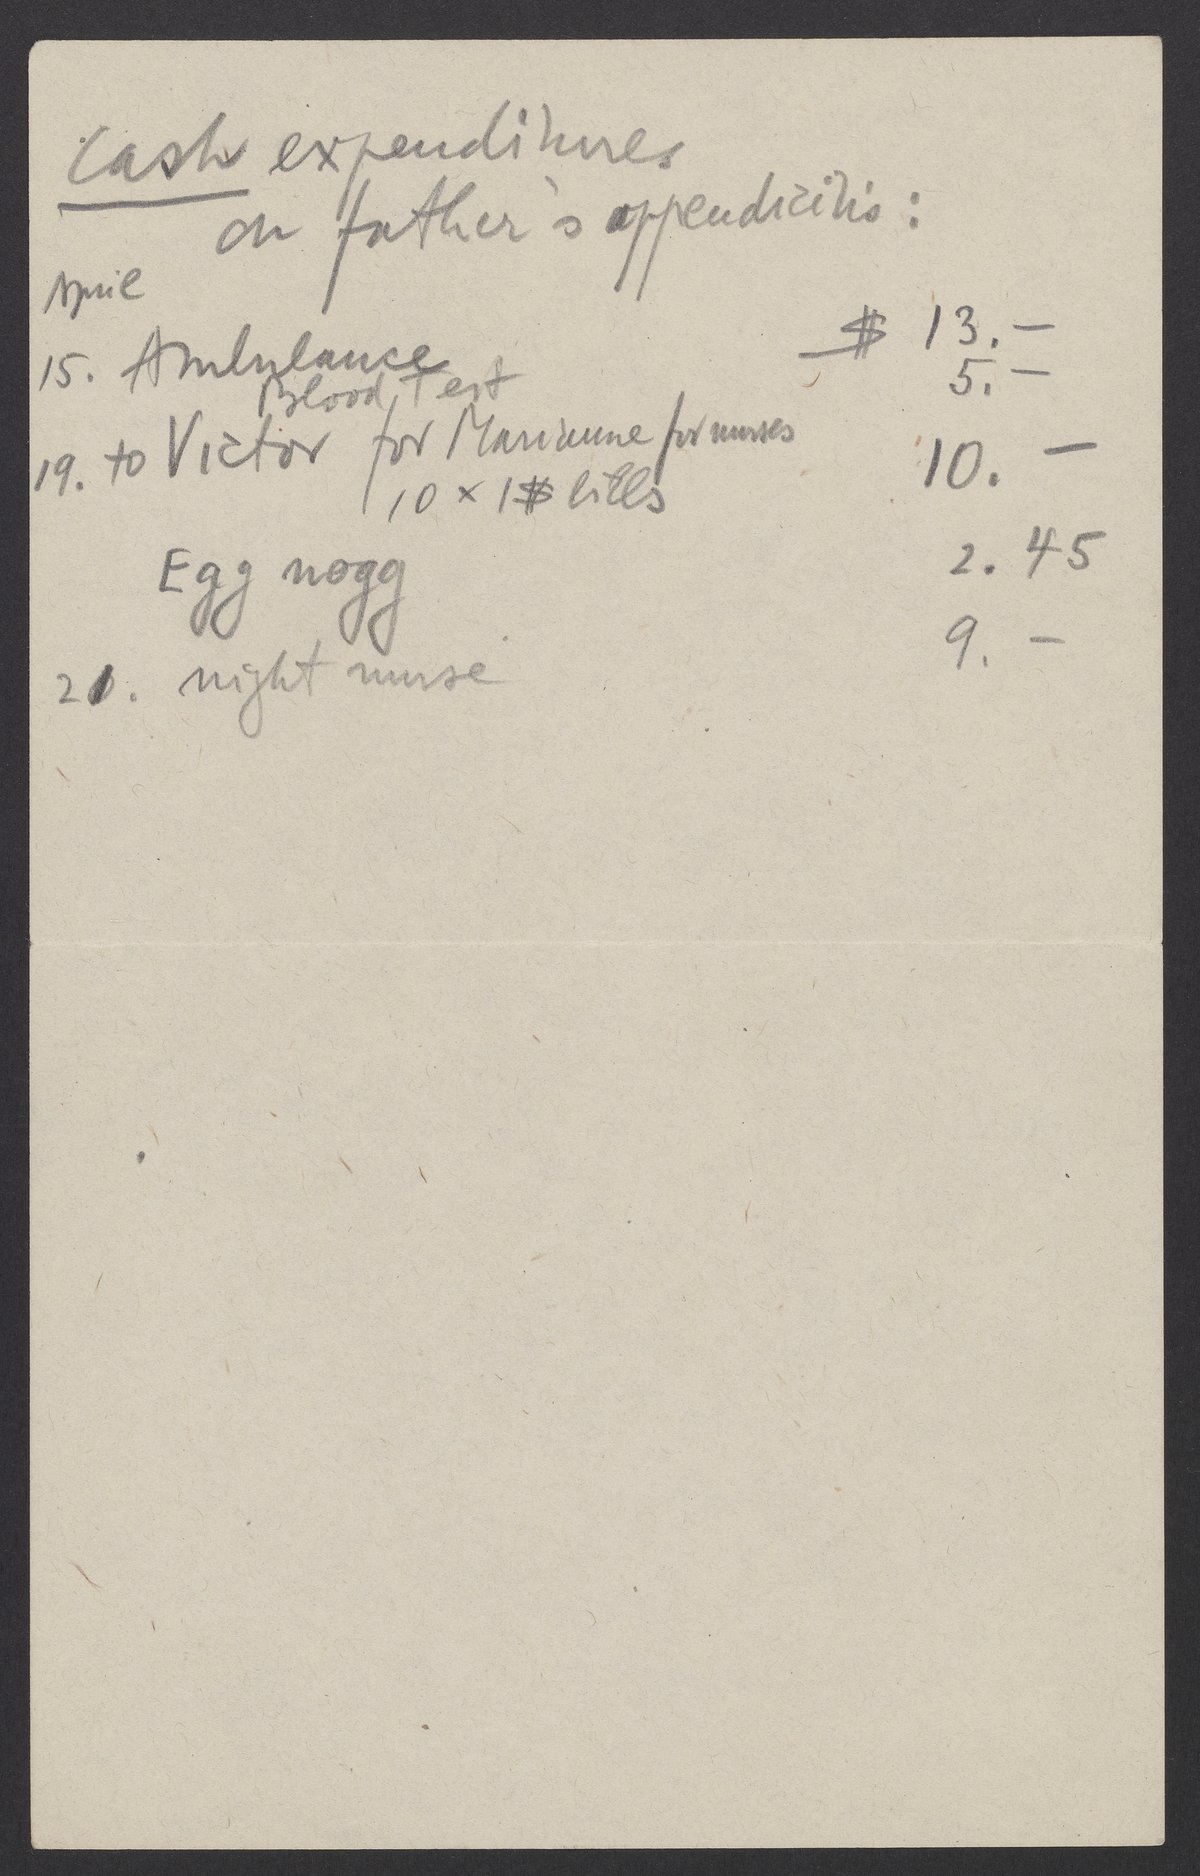 Cash expenditures
on father's appendicitis:
April
15. Ambulance $ 13.—
Blood Test 5.—
19. to Victor for Marianne for nurses 10.—
10 x 1$ bills
Egg nogg 2.45
21. night nurse 9.—